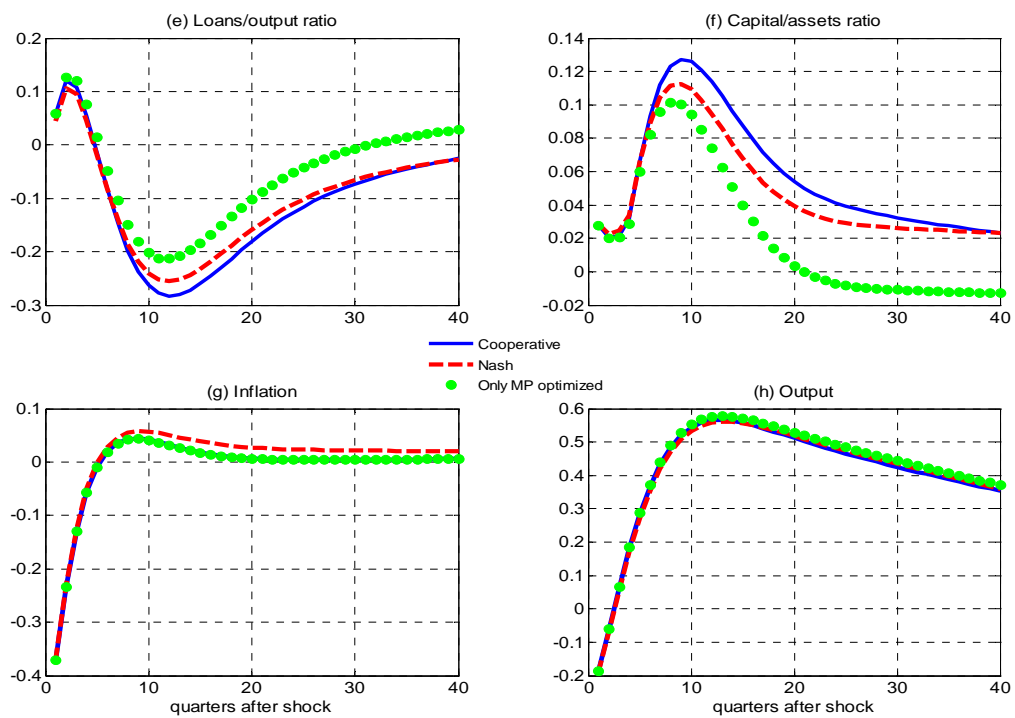 (e) Loans/output ratio
0.2
0.1
0
-0.1
-0.2
-0.3
0 10 20 30 40
(f) Capital/assets ratio
0.14
0.12
0.1
0.08
0.06
0.04
0.02
0
-0.02
0 10 20 30 40
Cooperative
Nash
Only MP optimized
(g) Inflation
0.1
0
-0.1
-0.2
-0.3
-0.4
0 10 20 30 40
quarters after shock
(h) Output
0.6
0.5
0.4
0.3
0.2
0.1
0
-0.1
-0.2
0 10 20 30 40
quarters after shock